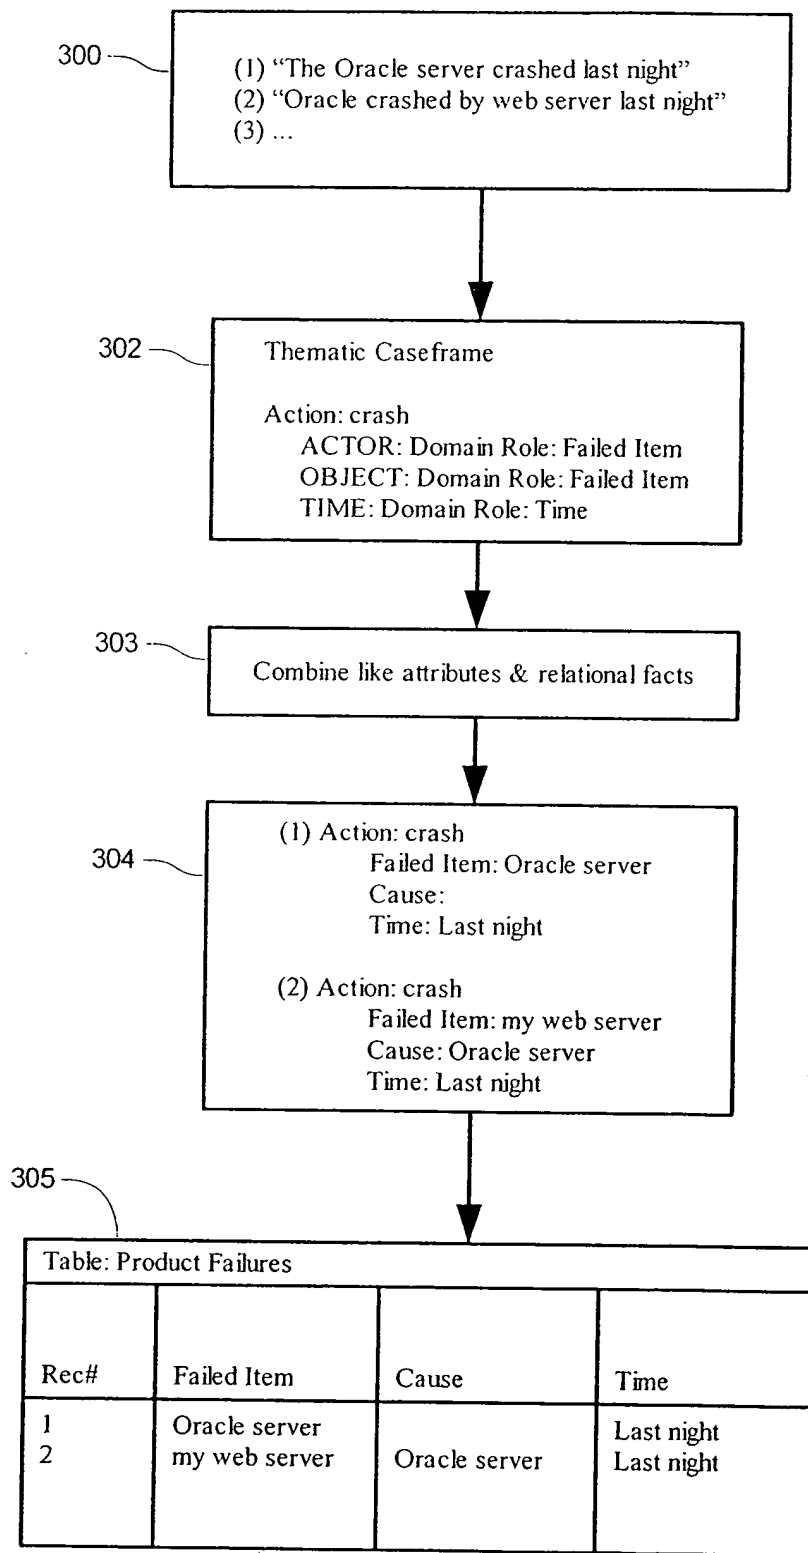 300
(1) “The Oracle server crashed last night”
(2) “Oracle crashed by web server last night”
(3) ...
302
Thematic Caseframe
Action: crash
ACTOR: Domain Role: Failed Item
OBJECT: Domain Role: Failed Item
TIME: Domain Role: Time
303
Combine like attributes & relational facts
304
(1) Action: crash
Failed Item: Oracle server
Cause:
Time: Last night
(2) Action: crash
Failed Item: my web server
Cause: Oracle server
Time: Last night
305
Table: Product Failures
Rec# Failed Item Cause Time
1 Oracle server Last night
2 my web server Oracle server Last night